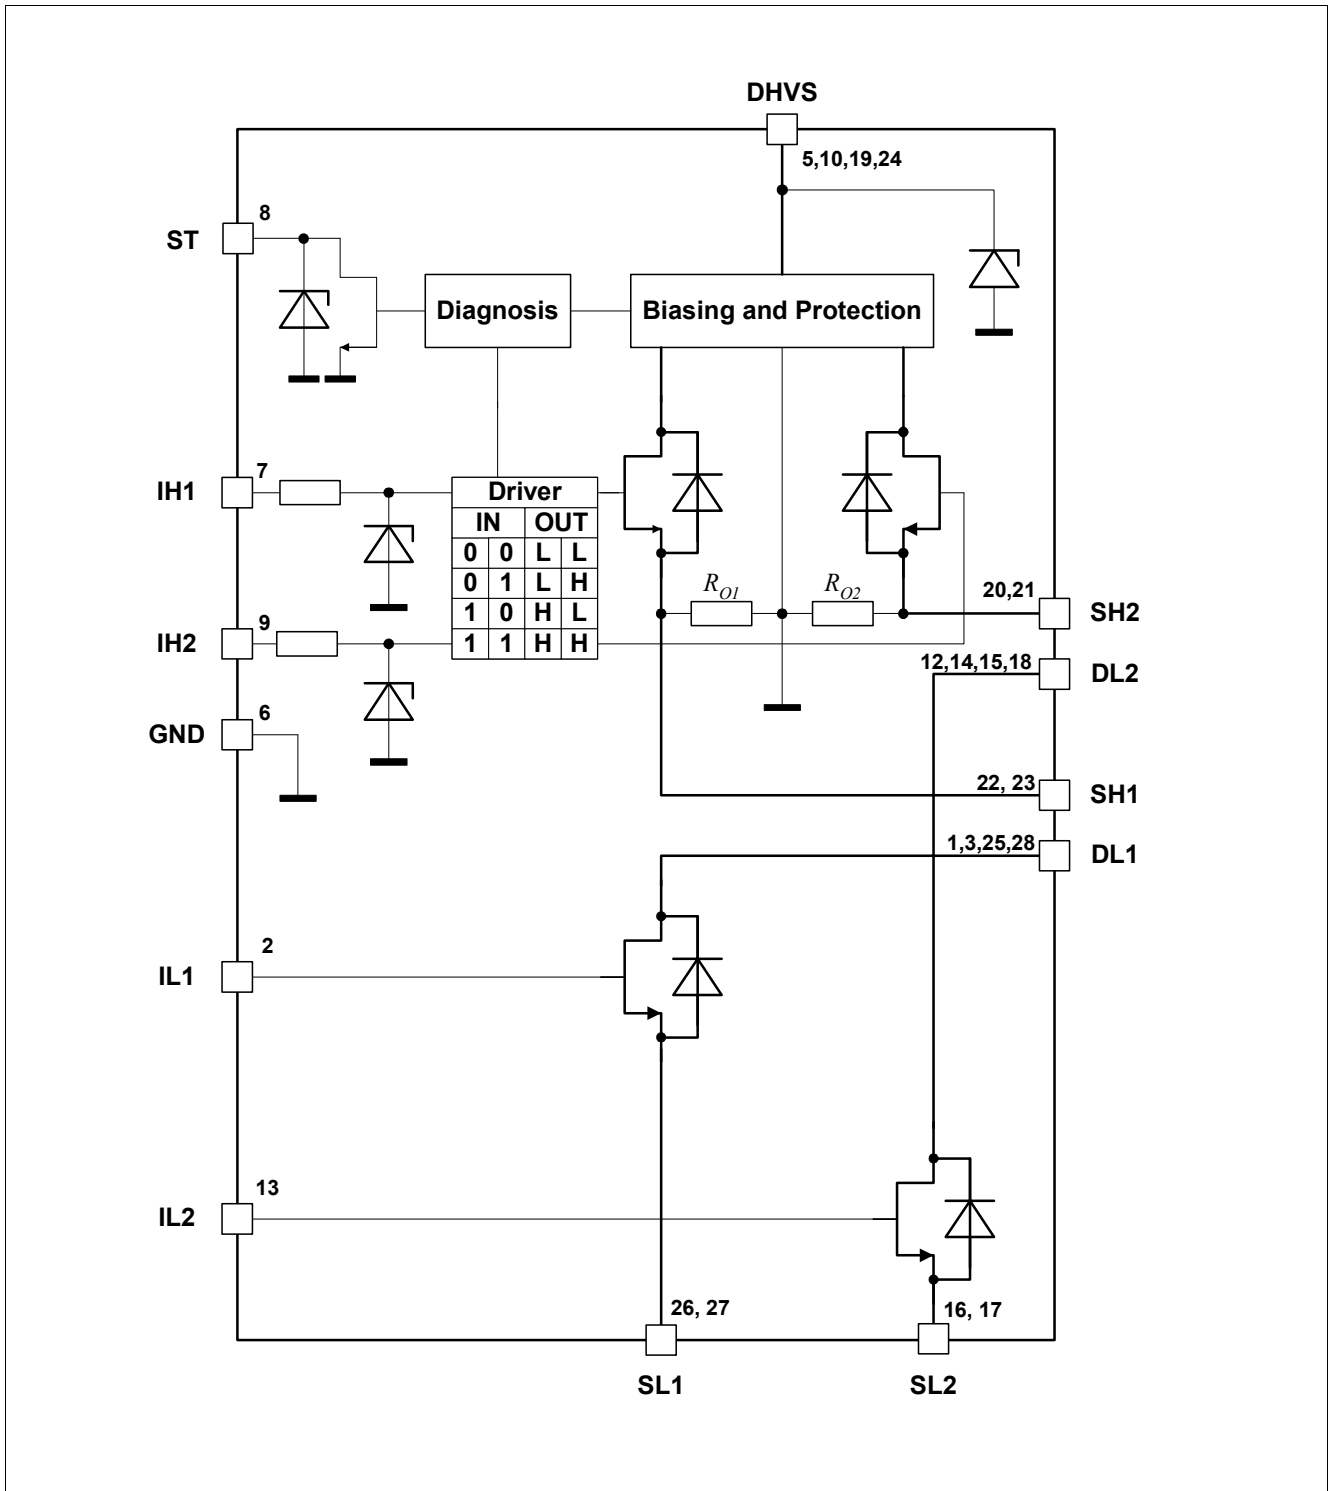 DHVS
5,10,19,24
8
ST
Diagnosis
Biasing and Protection
7
IH1
Driver
IN OUT
0 0 L L
0 1 L H
1 0 H L
1 1 H H
R_O1
R_O2
20,21
SH2
9
IH2
12,14,15,18
DL2
6
GND
22, 23
SH1
1,3,25,28
DL1
2
IL1
13
IL2
26, 27
16, 17
SL1
SL2